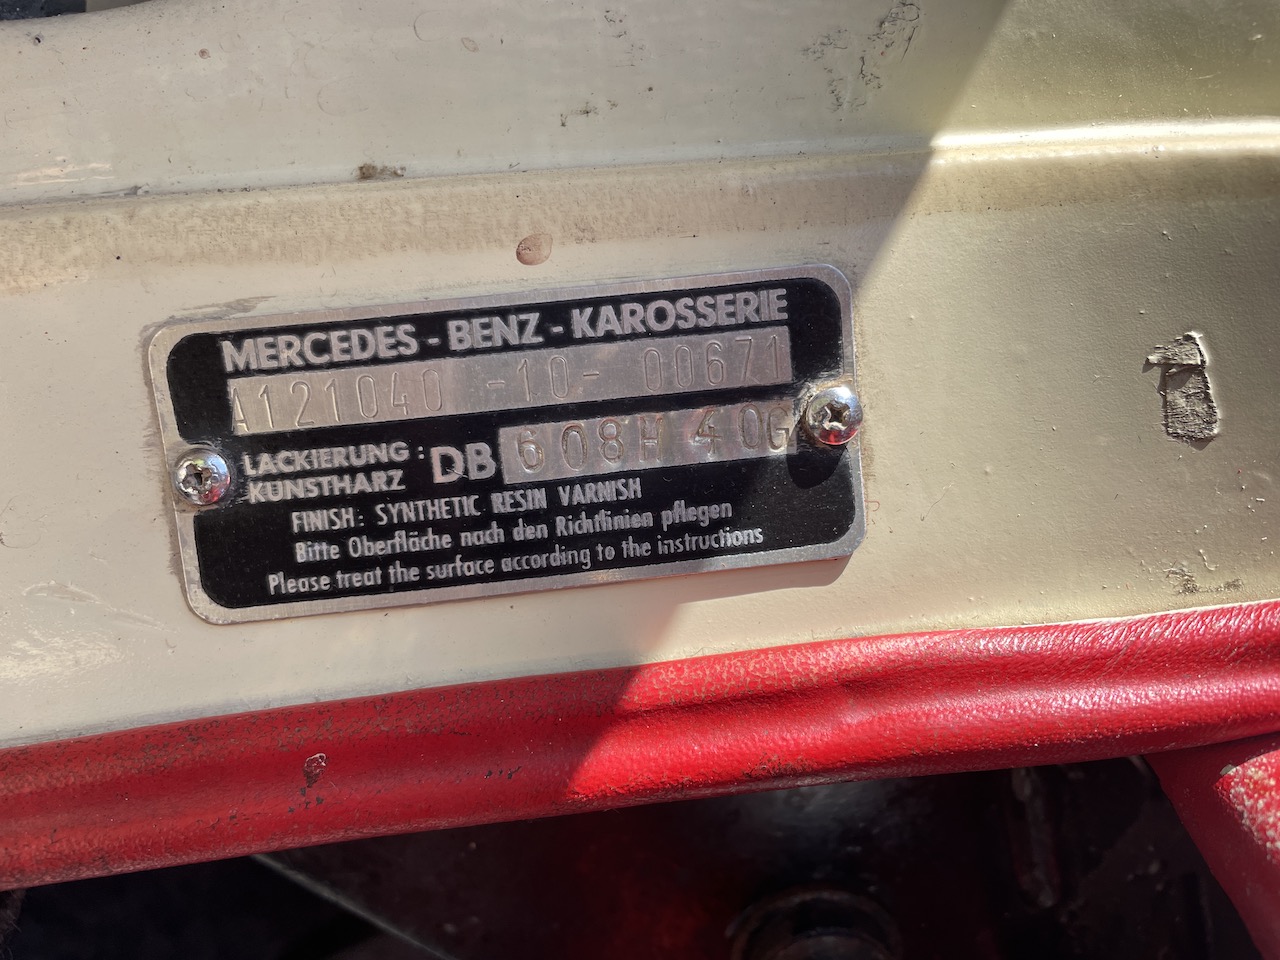 MERCEDES - BENZ - KAROSSERIE
A121040 -10- 00671
LACKIERUNG :
KUNSTHARZ
DB 608H 40G
FINISH: SYNTHETIC RESIN VARNISH
Bitte Oberfläche nach den Richtlinien pflegen
Please treat the surface according to the instructions